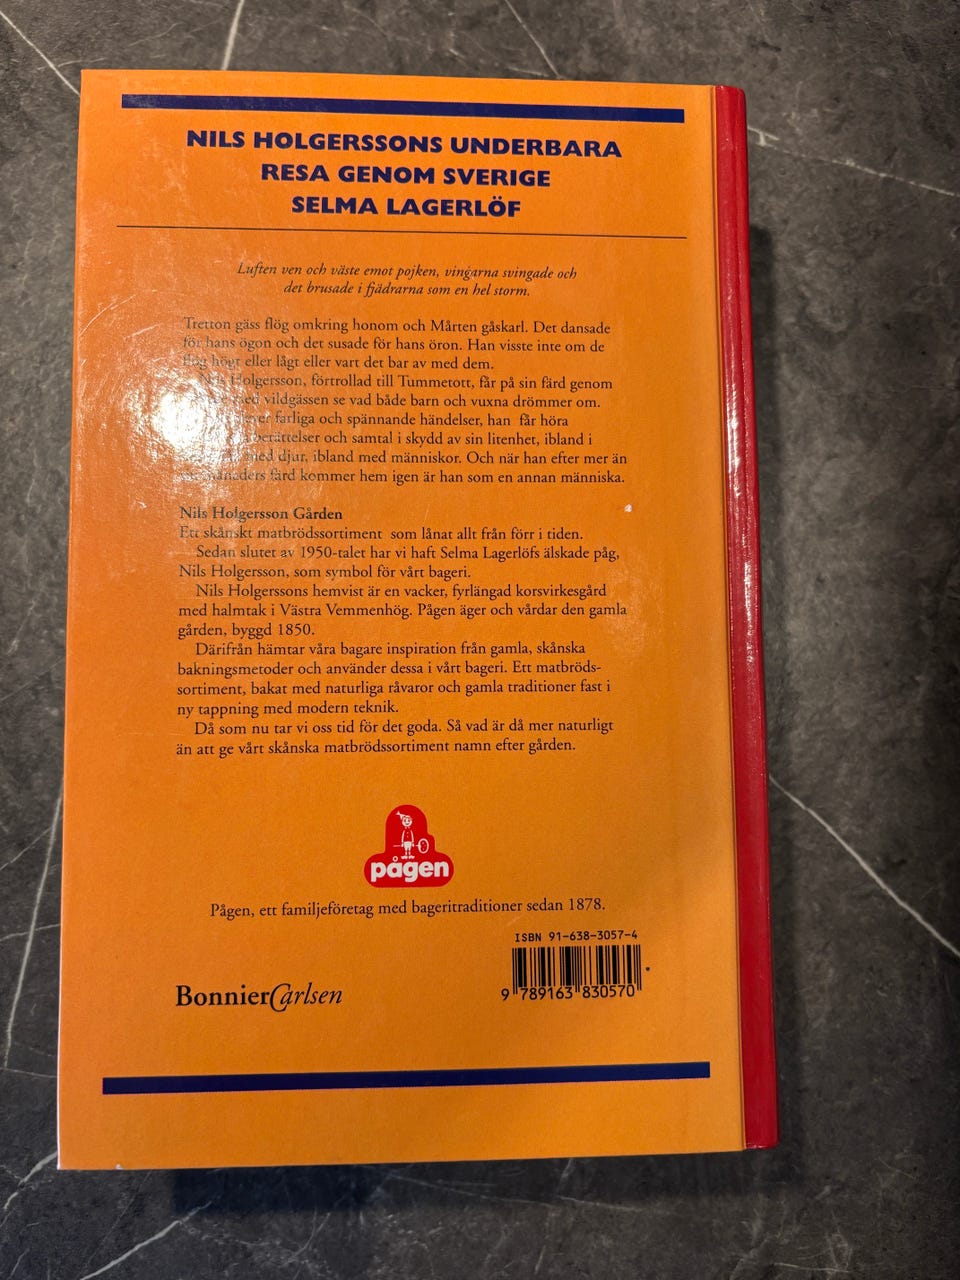 NILS HOLGERSSONS UNDERBARA
RESA GENOM SVERIGE
SELMA LAGERLÖF
Luften ven och väste emot pojken, vingarna svingade och
det brusade i fjädrarna som en hel storm.
Tretton gäss flög omkring honom och Mårten gåskarl. Det dansade
för hans ögon och det susade för hans öron. Han visste inte om de
flög högt eller lågt eller vart det bar av med dem.
Nils Holgersson, förtrollad till Tummetott, får på sin färd genom
med vildgässen se vad både barn och vuxna drömmer om.
farliga och spännande händelser, han får höra
berättelser och samtal i skydd av sin litenhet, ibland i
med djur, ibland med människor. Och när han efter mer än
månaders färd kommer hem igen är han som en annan människa.
Nils Holgersson Gården
Ett skånskt matbrödssortiment som lånat allt från förr i tiden.
Sedan slutet av 1950-talet har vi haft Selma Lagerlöfs älskade påg,
Nils Holgersson, som symbol för vårt bageri.
Nils Holgerssons hemvist är en vacker, fyrlängad korsvirkesgård
med halmtak i Västra Vemmenhög. Pågen äger och vårdar den gamla
gården, byggd 1850.
Därifrån hämtar våra bagare inspiration från gamla, skånska
bakningsmetoder och använder dessa i vårt bageri. Ett matbröds-
sortiment, bakat med naturliga råvaror och gamla traditioner fast i
ny tappning med modern teknik.
Då som nu tar vi oss tid för det goda. Så vad är då mer naturligt
än att ge vårt skånska matbrödssortiment namn efter gården.
pågen
Pågen, ett familjeföretag med bageritraditioner sedan 1878.
ISBN 91-638-3057-4
9 789163 830570
BonnierCarlsen